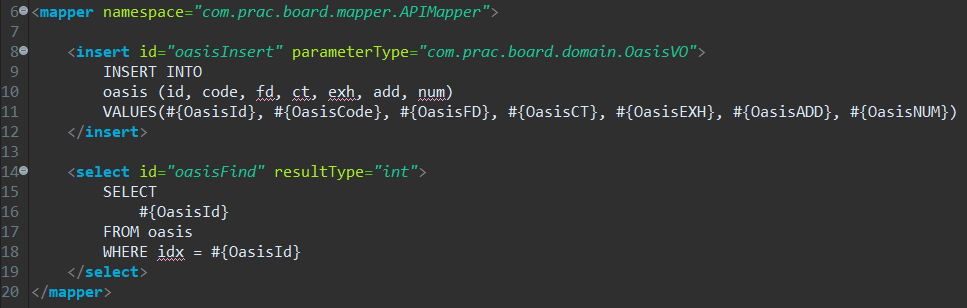 6 <mapper namespace="com.prac.board.mapper.APIMapper">
7
8     <insert id="oasisInsert" parameterType="com.prac.board.domain.OasisVO">
9         INSERT INTO
10         oasis (id, code, fd, ct, exh, add, num)
11         VALUES(#{OasisId}, #{OasisCode}, #{OasisFD}, #{OasisCT}, #{OasisEXH}, #{OasisADD}, #{OasisNUM})
12     </insert>
13
14     <select id="oasisFind" resultType="int">
15         SELECT
16             #{OasisId}
17         FROM oasis
18         WHERE idx = #{OasisId}
19     </select>
20 </mapper>